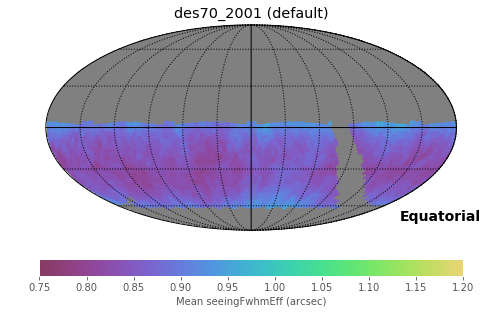 des70_2001 (default)
Equatorial
0.75 0.80 0.85 0.90 0.95 1.00 1.05 1.10 1.15 1.20
Mean seeingFwhmEff (arcsec)